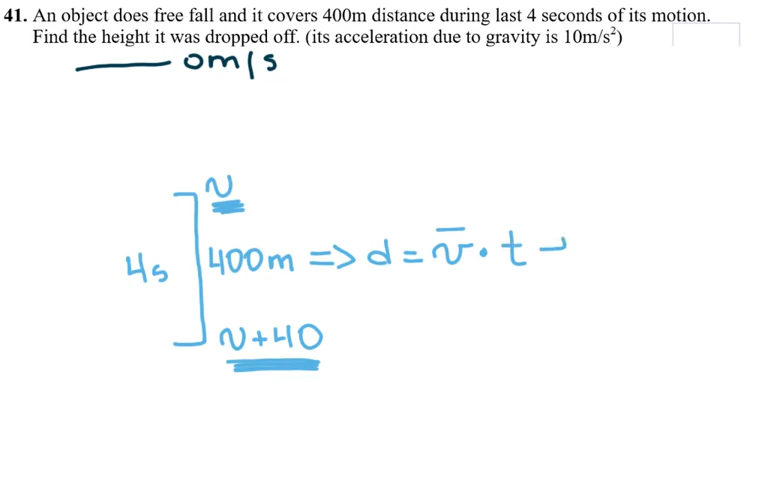 41. An object does free fall and it covers 400m distance during last 4 seconds of its motion.
Find the height it was dropped off. (its acceleration due to gravity is 10m/s²)
0m/s
v
4s 400m => d = v̅ . t
v+40